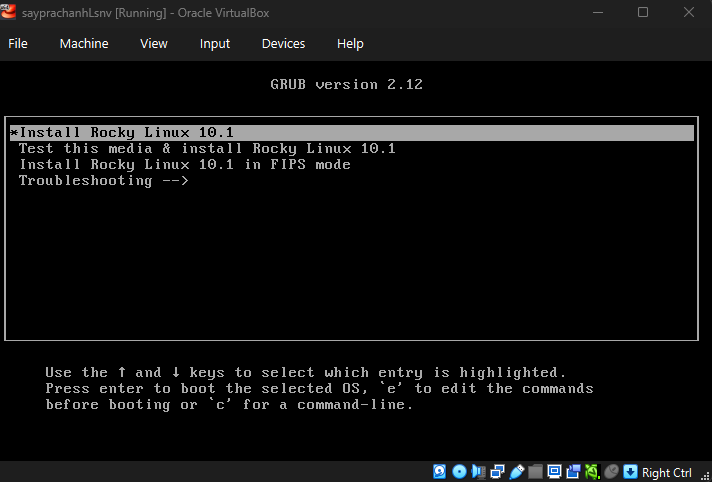 sayprachanhLsnv [Running] - Oracle VirtualBox
File Machine View Input Devices Help
GRUB version 2.12
*Install Rocky Linux 10.1
Test this media & install Rocky Linux 10.1
Install Rocky Linux 10.1 in FIPS mode
Troubleshooting -->
Use the ↑ and ↓ keys to select which entry is highlighted.
Press enter to boot the selected OS, `e' to edit the commands
before booting or `c' for a command-line.
Right Ctrl